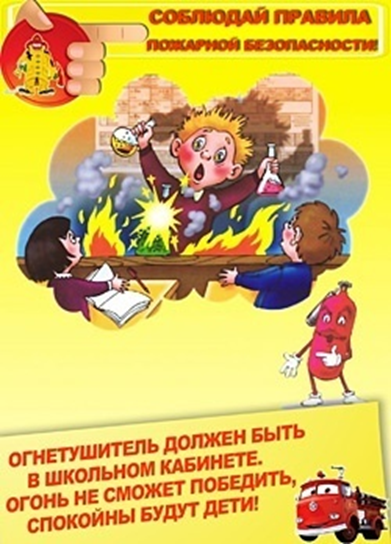 СОБЛЮДАЙ ПРАВИЛА
ПОЖАРНОЙ БЕЗОПАСНОСТИ!
ОГНЕТУШИТЕЛЬ ДОЛЖЕН БЫТЬ
В ШКОЛЬНОМ КАБИНЕТЕ.
ОГОНЬ НЕ СМОЖЕТ ПОБЕДИТЬ,
СПОКОЙНЫ БУДУТ ДЕТИ!